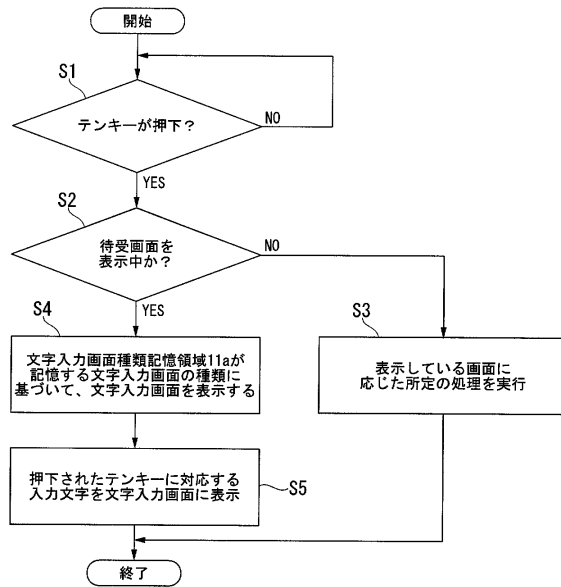 開始
S1
テンキーが押下？
NO
YES
S2
待受画面を
表示中か？
NO
YES
S4
文字入力画面種類記憶領域11aが
記憶する文字入力画面の種類に
基づいて、文字入力画面を表示する
S3
表示している画面に
応じた所定の処理を実行
押下されたテンキーに対応する
入力文字を文字入力画面に表示
S5
終了